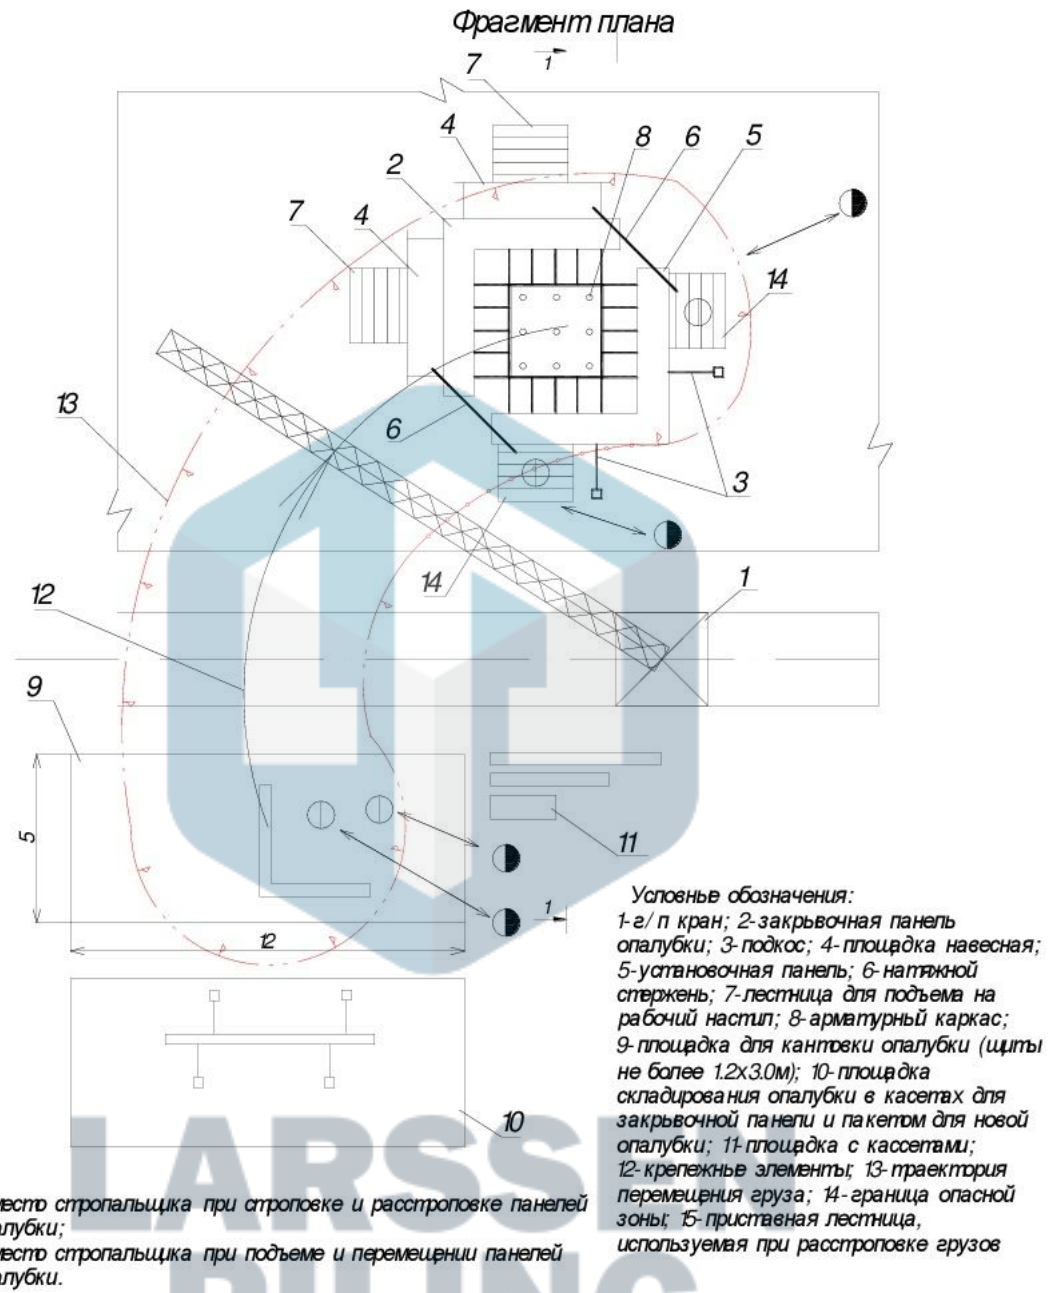 Фрагмент плана
1
7
4
8
6
5
2
7
4
14
13
6
3
14
12
1
9
5
11
1
12
Условные обозначения:
1-г/п кран; 2-закрывочная панель
опалубки; 3-подкос; 4-площадка навесная;
5-установочная панель; 6-натяжной
стержень; 7-лестница для подъема на
рабочий настил; 8-арматурный каркас;
9-площадка для кантовки опалубки (щиты
не более 1.2х3.0м); 10-площадка
складирования опалубки в касетах для
закрывочной панели и пакетом для новой
опалубки; 11-площадка с кассетами;
12-крепежные элементы; 13-траектория
перемещения груза; 14-граница опасной
зоны; 15-приставная лестница,
используемая при расстроповке грузов
10
место стропальщика при строповке и расстроповке панелей
алубки;
место стропальщика при подъеме и перемещении панелей
алубки.
LARSSEN
PILING